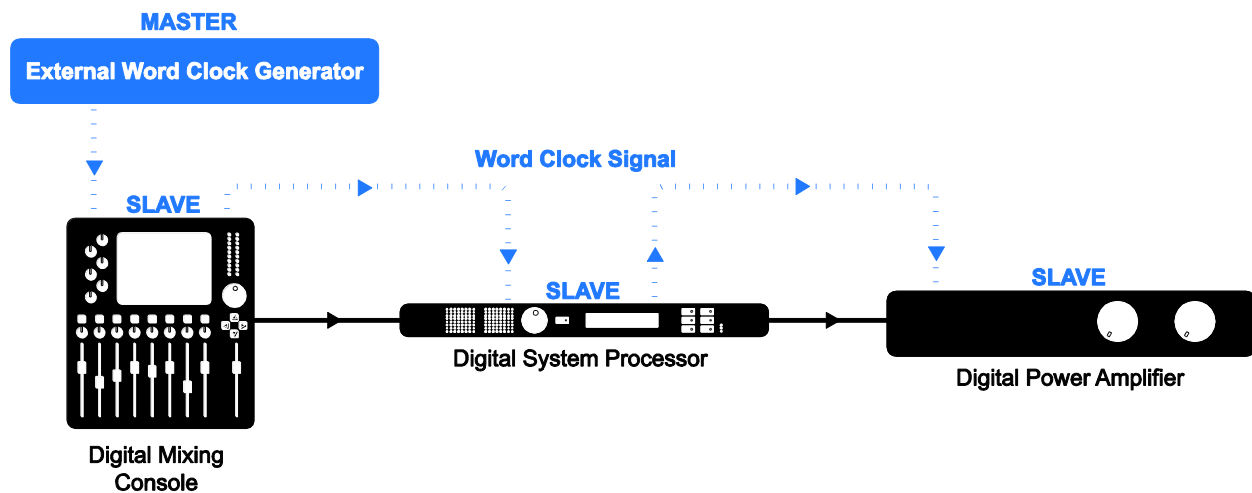 MASTER
External Word Clock Generator
Word Clock Signal
SLAVE
SLAVE
SLAVE
Digital System Processor
Digital Power Amplifier
Digital Mixing
Console